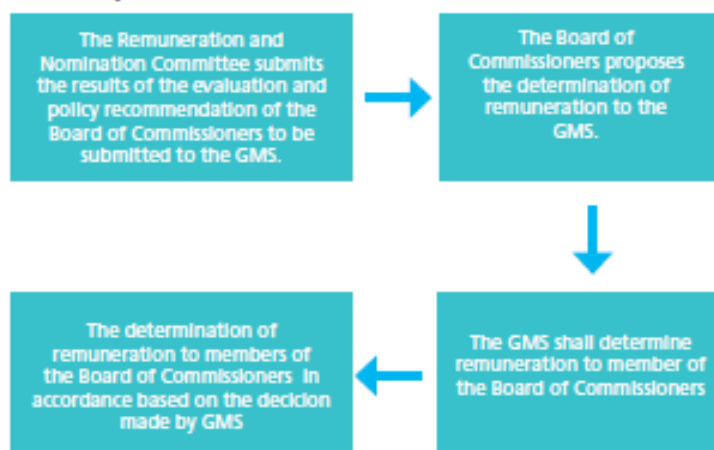 The Remuneration and
Nomination Committee submits
the results of the evaluation and
policy recommendation of the
Board of Commissioners to be
submitted to the GMS.
The Board of
Commissioners proposes
the determination of
remuneration to the
GMS.
The GMS shall determine
remuneration to member of
the Board of Commissioners
The determination of
remuneration to members of
the Board of Commissioners in
accordance based on the decicion
made by GMS